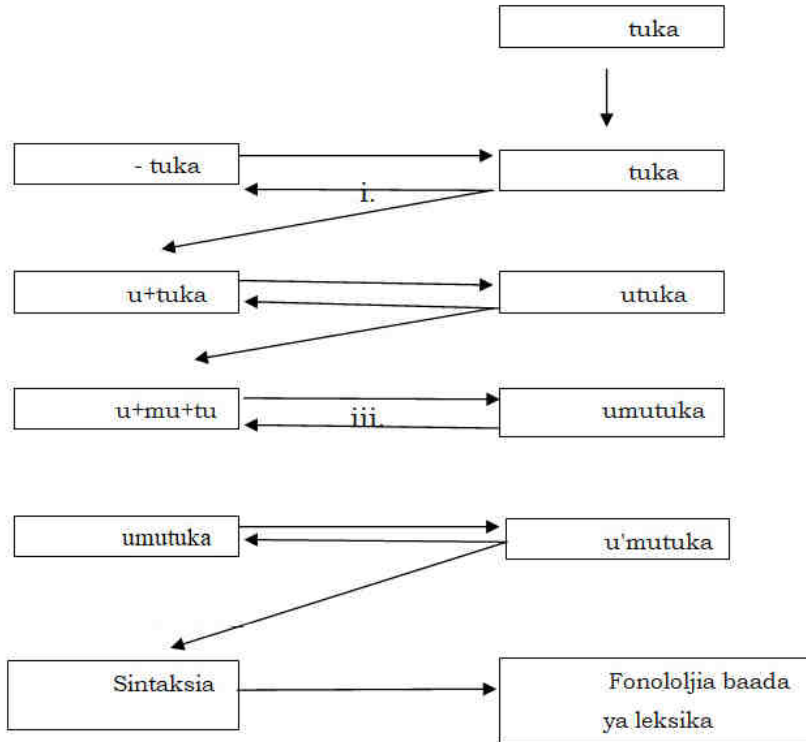 tuka
- tuka
tuka
i.
u+tuka
utuka
u+mu+tu
iii.
umutuka
umutuka
u'mutuka
Sintaksia
Fonololjia baada
ya leksika